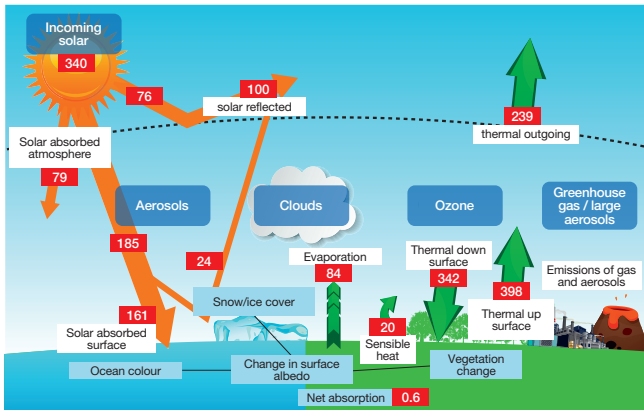 Incoming
solar
340
76
100
solar reflected
239
thermal outgoing
Solar absorbed
atmosphere
79
Aerosols
Clouds
Ozone
Greenhouse
gas / large
aerosols
185
24
Evaporation
84
Thermal down
surface
342
398
Thermal up
surface
Emissions of gas
and aerosols
Snow/ice cover
161
Solar absorbed
surface
20
Sensible
heat
Ocean colour
Change in surface
albedo
Vegetation
change
Net absorption 0.6